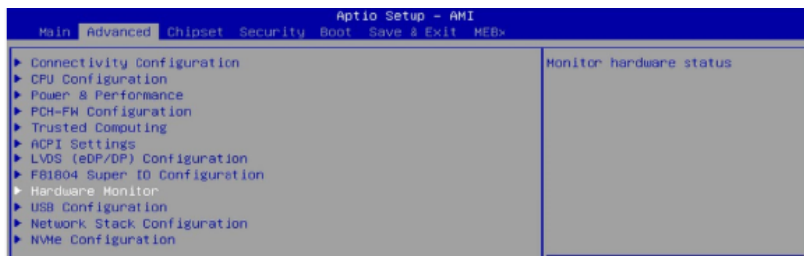 Aptio Setup - AMI
Main Advanced Chipset Security Boot Save & Exit MEBx
Connectivity Configuration
CPU Configuration
Power & Performance
PCH-FW Configuration
Trusted Computing
ACPI Settings
LVDS (eDP/DP) Configuration
F81804 Super IO Configuration
Hardware Monitor
USB Configuration
Network Stack Configuration
NVMe Configuration
Monitor hardware status